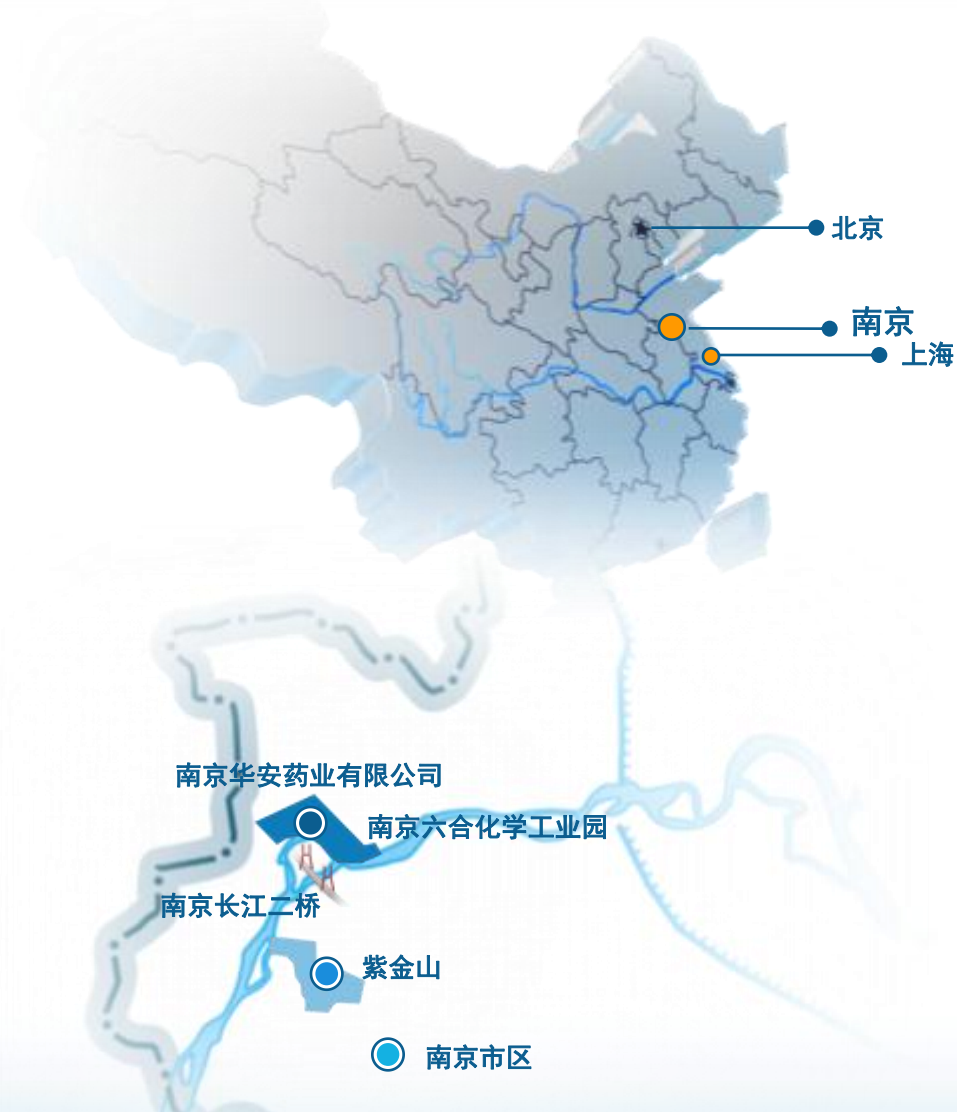 北京
南京
上海
南京华安药业有限公司
南京六合化学工业园
南京长江二桥
紫金山
南京市区